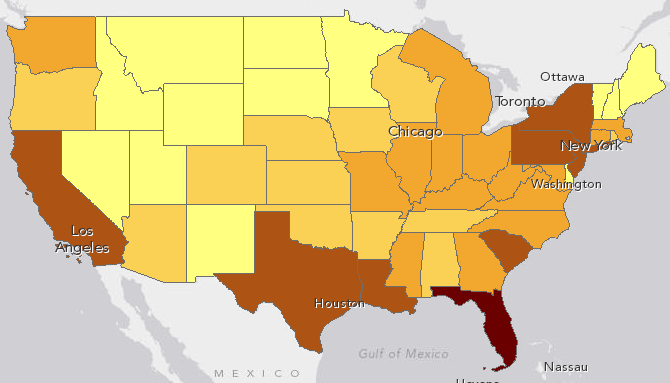 Ottawa
Toronto
Chicago
New York
Washington
Los
Angeles
Houston
Gulf of Mexico
MEXICO
Nassau